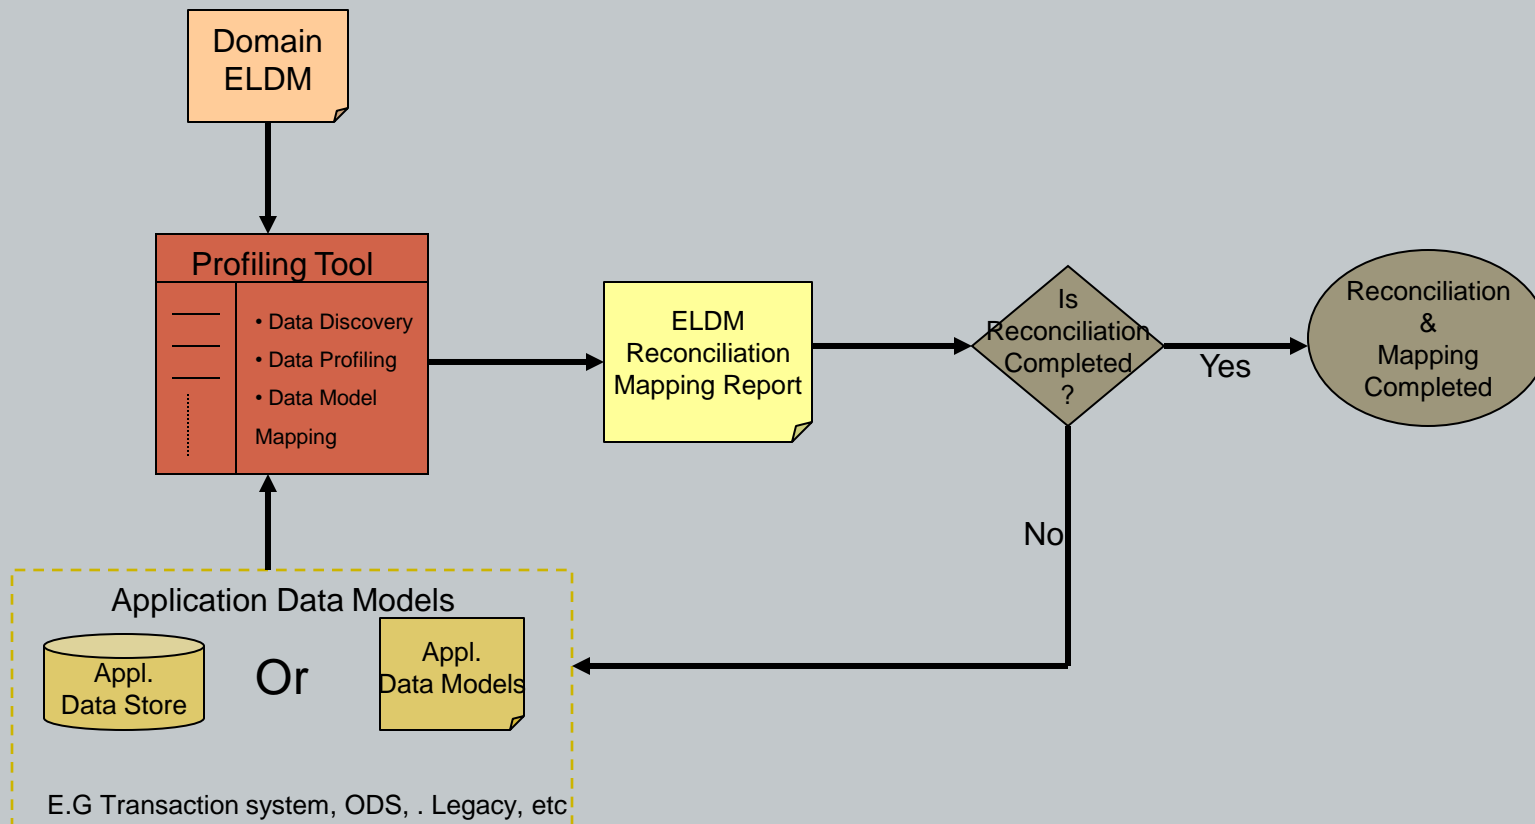 Domain
ELDM
Profiling Tool
• Data Discovery
• Data Profiling
• Data Model
Mapping
ELDM
Reconciliation
Mapping Report
Is
Reconciliation
Completed
?
Yes
Reconciliation
&
Mapping
Completed
No
Application Data Models
Appl.
Data Store
Or
Appl.
Data Models
E.G Transaction system, ODS, . Legacy, etc